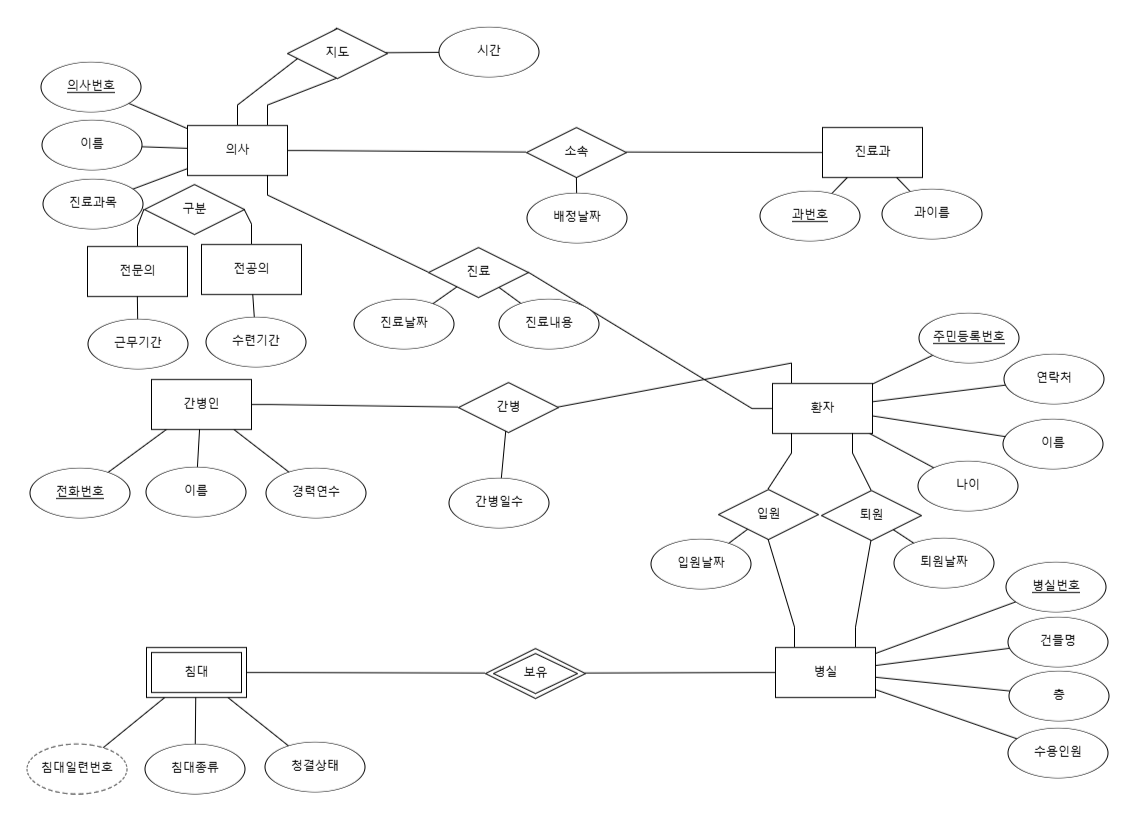 지도
시간
의사번호
이름
진료과목
의사
소속
배정날짜
진료과
과번호
과이름
구분
전문의
전공의
근무기간
수련기간
진료
진료날짜
진료내용
간병인
전화번호
이름
경력연수
간병
간병일수
환자
주민등록번호
연락처
이름
나이
입원
퇴원
입원날짜
퇴원날짜
침대
침대일련번호
침대종류
청결상태
보유
병실
병실번호
건물명
층
수용인원